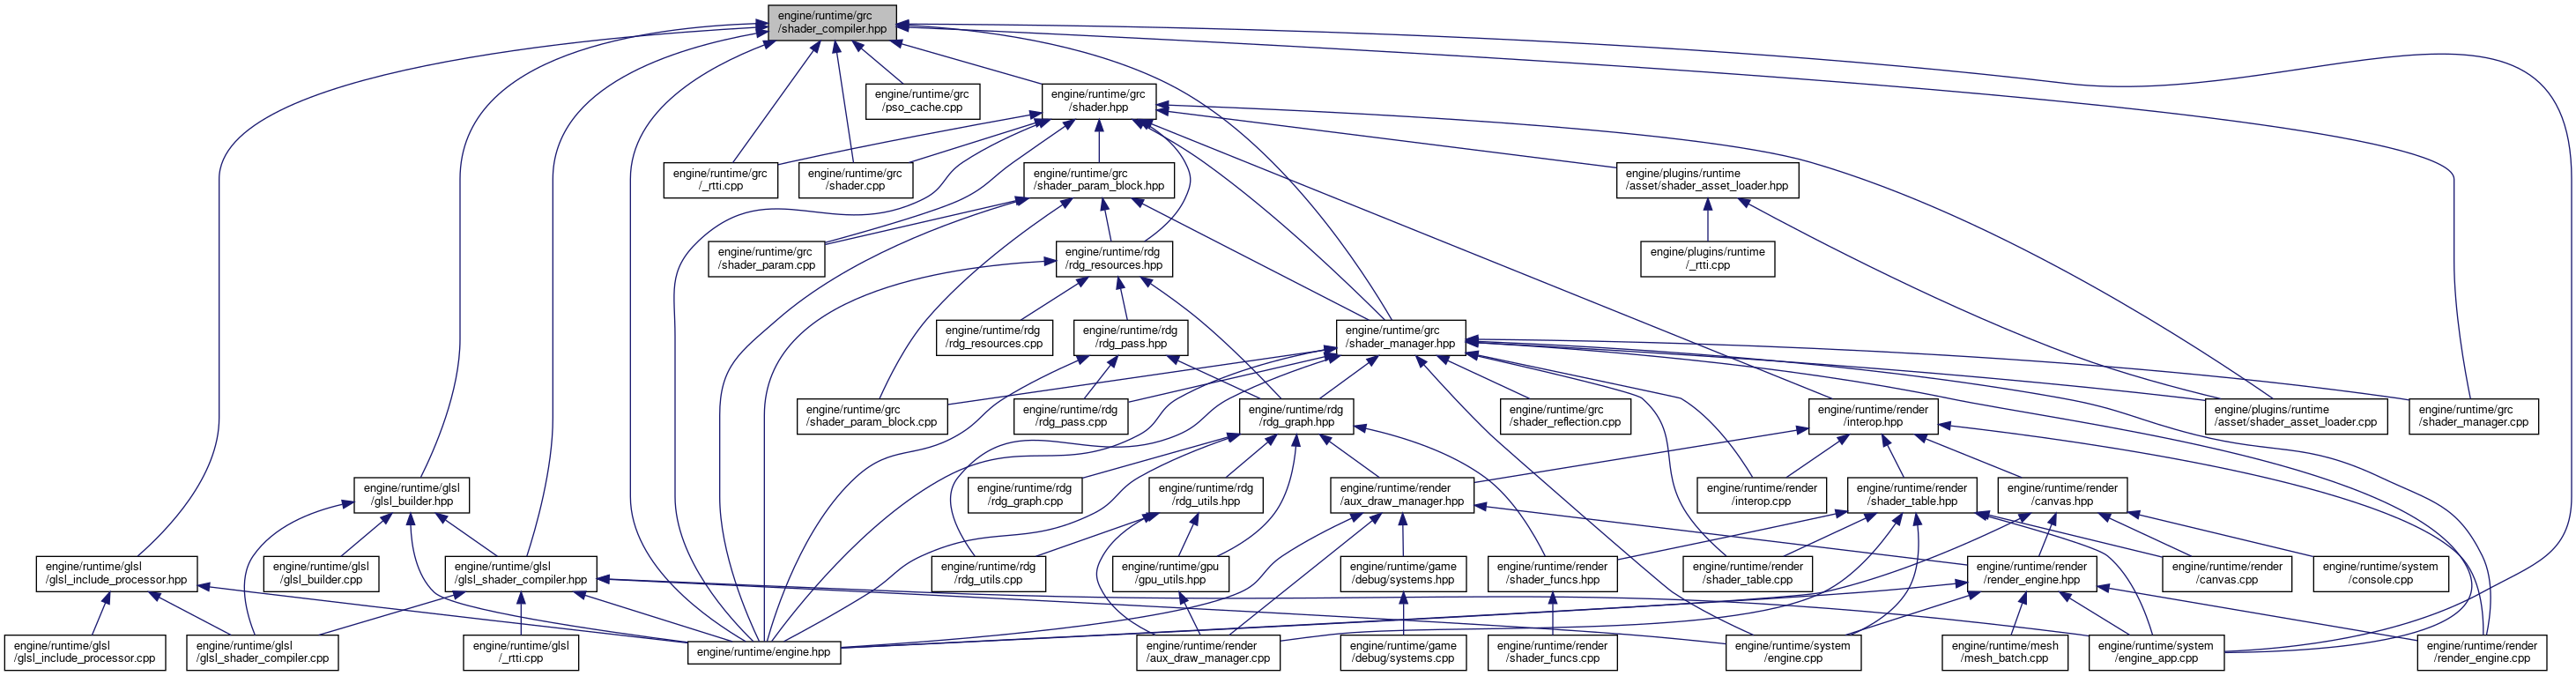 engine/runtime/grc
/shader_compiler.hpp
engine/runtime/grc
/pso_cache.cpp
engine/runtime/grc
/shader.hpp
engine/runtime/grc
/_rtti.cpp
engine/runtime/grc
/shader.cpp
engine/runtime/grc
/shader_param_block.hpp
engine/plugins/runtime
/asset/shader_asset_loader.hpp
engine/runtime/grc
/shader_param.cpp
engine/runtime/rdg
/rdg_resources.hpp
engine/plugins/runtime
/_rtti.cpp
engine/runtime/rdg
/rdg_resources.cpp
engine/runtime/rdg
/rdg_pass.hpp
engine/runtime/grc
/shader_manager.hpp
engine/runtime/grc
/shader_param_block.cpp
engine/runtime/rdg
/rdg_pass.cpp
engine/runtime/rdg
/rdg_graph.hpp
engine/runtime/grc
/shader_reflection.cpp
engine/runtime/render
/interop.hpp
engine/plugins/runtime
/asset/shader_asset_loader.cpp
engine/runtime/grc
/shader_manager.cpp
engine/runtime/glsl
/glsl_builder.hpp
engine/runtime/rdg
/rdg_graph.cpp
engine/runtime/rdg
/rdg_utils.hpp
engine/runtime/render
/aux_draw_manager.hpp
engine/runtime/render
/interop.cpp
engine/runtime/render
/shader_table.hpp
engine/runtime/render
/canvas.hpp
engine/runtime/glsl
/glsl_include_processor.hpp
engine/runtime/glsl
/glsl_builder.cpp
engine/runtime/glsl
/glsl_shader_compiler.hpp
engine/runtime/rdg
/rdg_utils.cpp
engine/runtime/gpu
/gpu_utils.hpp
engine/runtime/game
/debug/systems.hpp
engine/runtime/render
/shader_funcs.hpp
engine/runtime/render
/shader_table.cpp
engine/runtime/render
/render_engine.hpp
engine/runtime/render
/canvas.cpp
engine/runtime/system
/console.cpp
engine/runtime/glsl
/glsl_include_processor.cpp
engine/runtime/glsl
/glsl_shader_compiler.cpp
engine/runtime/glsl
/_rtti.cpp
engine/runtime/engine.hpp
engine/runtime/render
/aux_draw_manager.cpp
engine/runtime/game
/debug/systems.cpp
engine/runtime/render
/shader_funcs.cpp
engine/runtime/system
/engine.cpp
engine/runtime/mesh
/mesh_batch.cpp
engine/runtime/system
/engine_app.cpp
engine/runtime/render
/render_engine.cpp